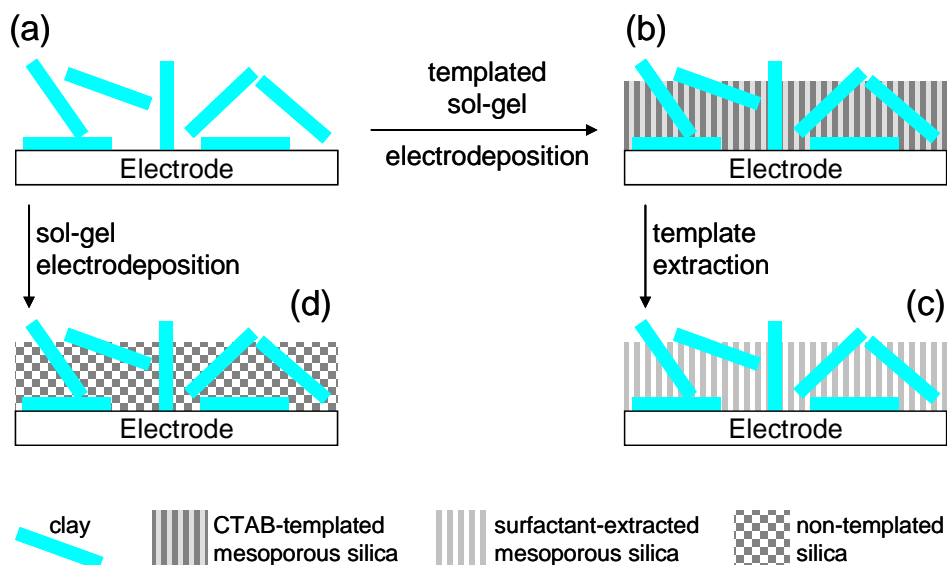 (a)
(b)
templated
sol-gel
electrodeposition
Electrode
Electrode
sol-gel
electrodeposition
template
extraction
(d)
(c)
Electrode
Electrode
clay
CTAB-templated
mesoporous silica
surfactant-extracted
mesoporous silica
non-templated
silica